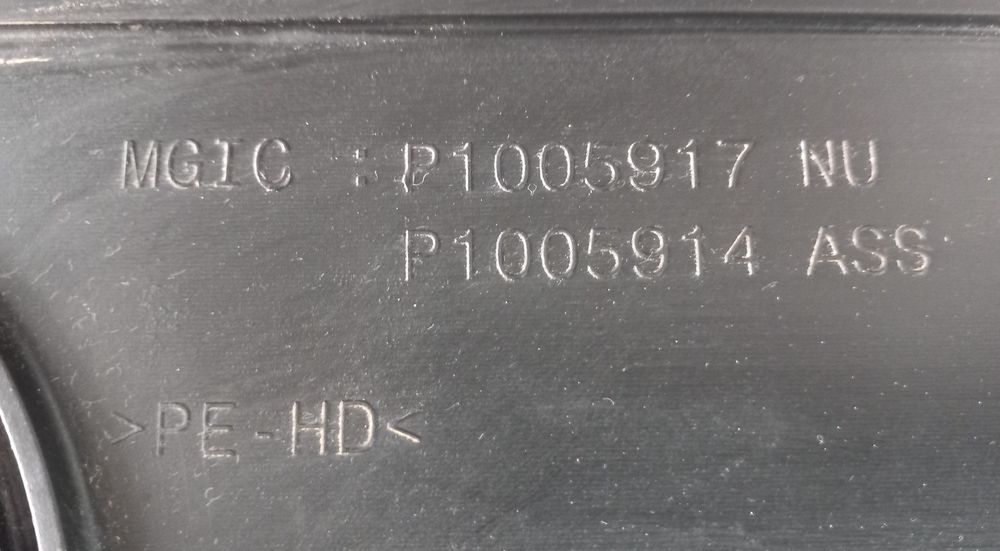 MGIC : P1005917 NU
P1005914 ASS
>PE-HD<